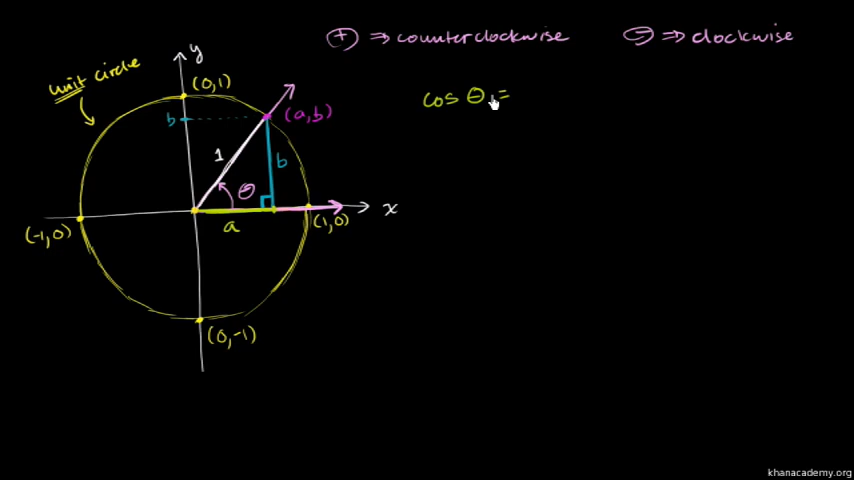 (+) ⇒ counterclockwise (−) ⇒ clockwise
y
unit circle
(0,1)
cos Θ =
b
(a,b)
1
b
Θ
x
a
(1,0)
(-1,0)
(0,-1)
khanacademy.org